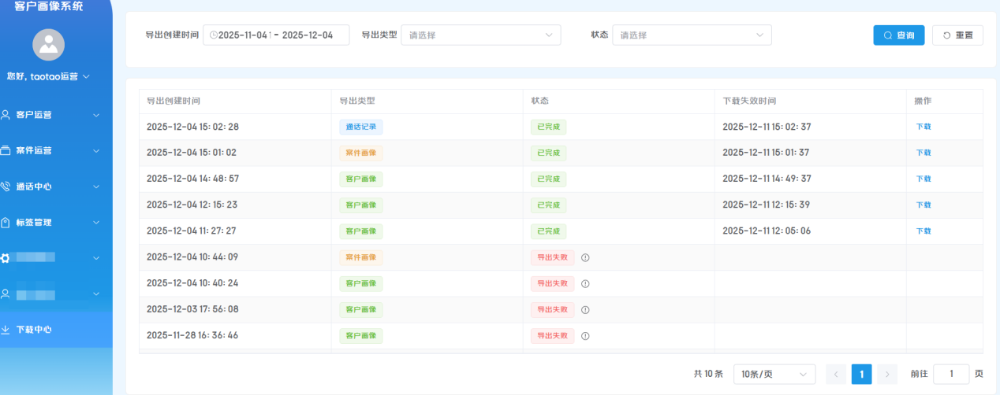 客户画像系统
您好, taotao运营
客户运营
案件运营
通话中心
标签管理
下载中心
导出创建时间 2025-11-04 - 2025-12-04 导出类型 请选择 状态 请选择 查询 重置
导出创建时间 导出类型 状态 下载失效时间 操作
2025-12-04 15:02:28 通话记录 已完成 2025-12-11 15:02:37 下载
2025-12-04 15:01:02 案件画像 已完成 2025-12-11 15:01:37 下载
2025-12-04 14:48:57 客户画像 已完成 2025-12-11 14:49:37 下载
2025-12-04 12:15:23 客户画像 已完成 2025-12-11 12:15:39 下载
2025-12-04 11:27:27 客户画像 已完成 2025-12-11 12:05:06 下载
2025-12-04 10:44:09 案件画像 导出失败
2025-12-04 10:40:24 客户画像 导出失败
2025-12-03 17:56:08 客户画像 导出失败
2025-11-28 16:36:46 客户画像 导出失败
共 10 条 10条/页 1 前往 1 页